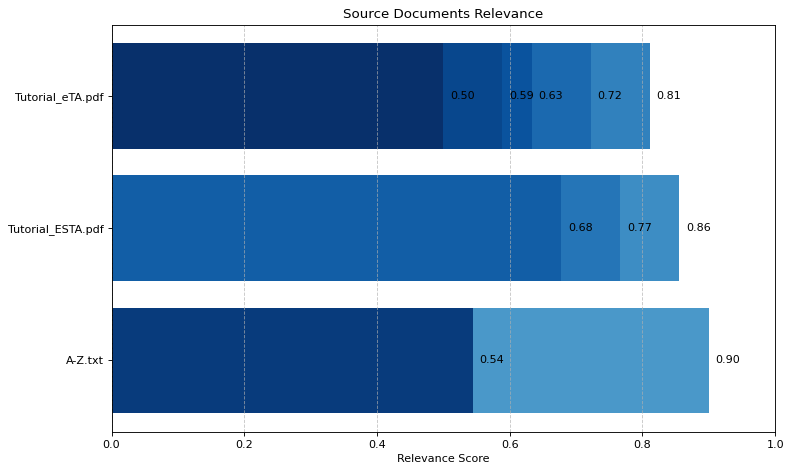 Source Documents Relevance
Tutorial_eTA.pdf
0.50 0.59 0.63 0.72 0.81
Tutorial_ESTA.pdf
0.68 0.77 0.86
A-Z.txt
0.54 0.90
0.0 0.2 0.4 0.6 0.8 1.0
Relevance Score